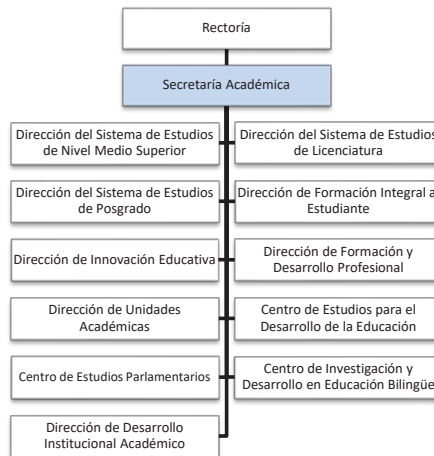 Rectoría
Secretaría Académica
Dirección del Sistema de Estudios
de Nivel Medio Superior
Dirección del Sistema de Estudios
de Licenciatura
Dirección del Sistema de Estudios
de Posgrado
Dirección de Formación Integral al
Estudiante
Dirección de Innovación Educativa
Dirección de Formación y
Desarrollo Profesional
Dirección de Unidades
Académicas
Centro de Estudios para el
Desarrollo de la Educación
Centro de Estudios Parlamentarios
Centro de Investigación y
Desarrollo en Educación Bilingüe
Dirección de Desarrollo
Institucional Académico